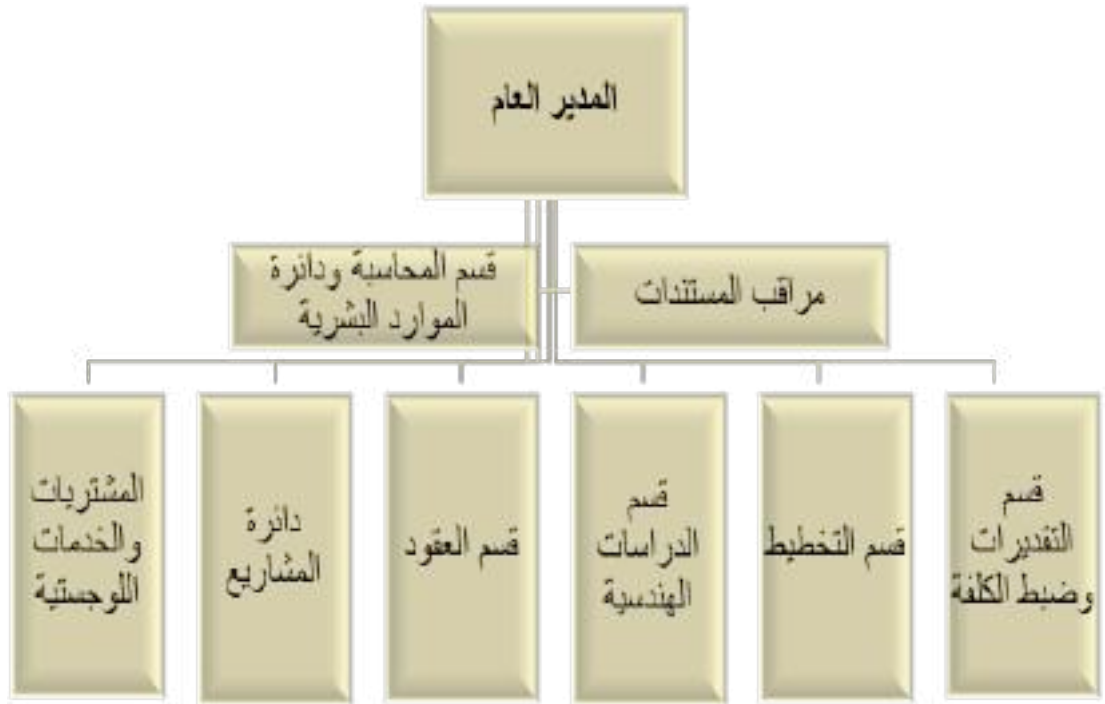 المدير العام
مراقب المستندات
قسم المحاسبة ودائرة
الموارد البشرية
قسم
التقديرات
وضبط الكلفة
قسم التخطيط
قسم
الدراسات
الهندسية
قسم العقود
دائرة
المشاريع
المشتريات
والخدمات
اللوجستية